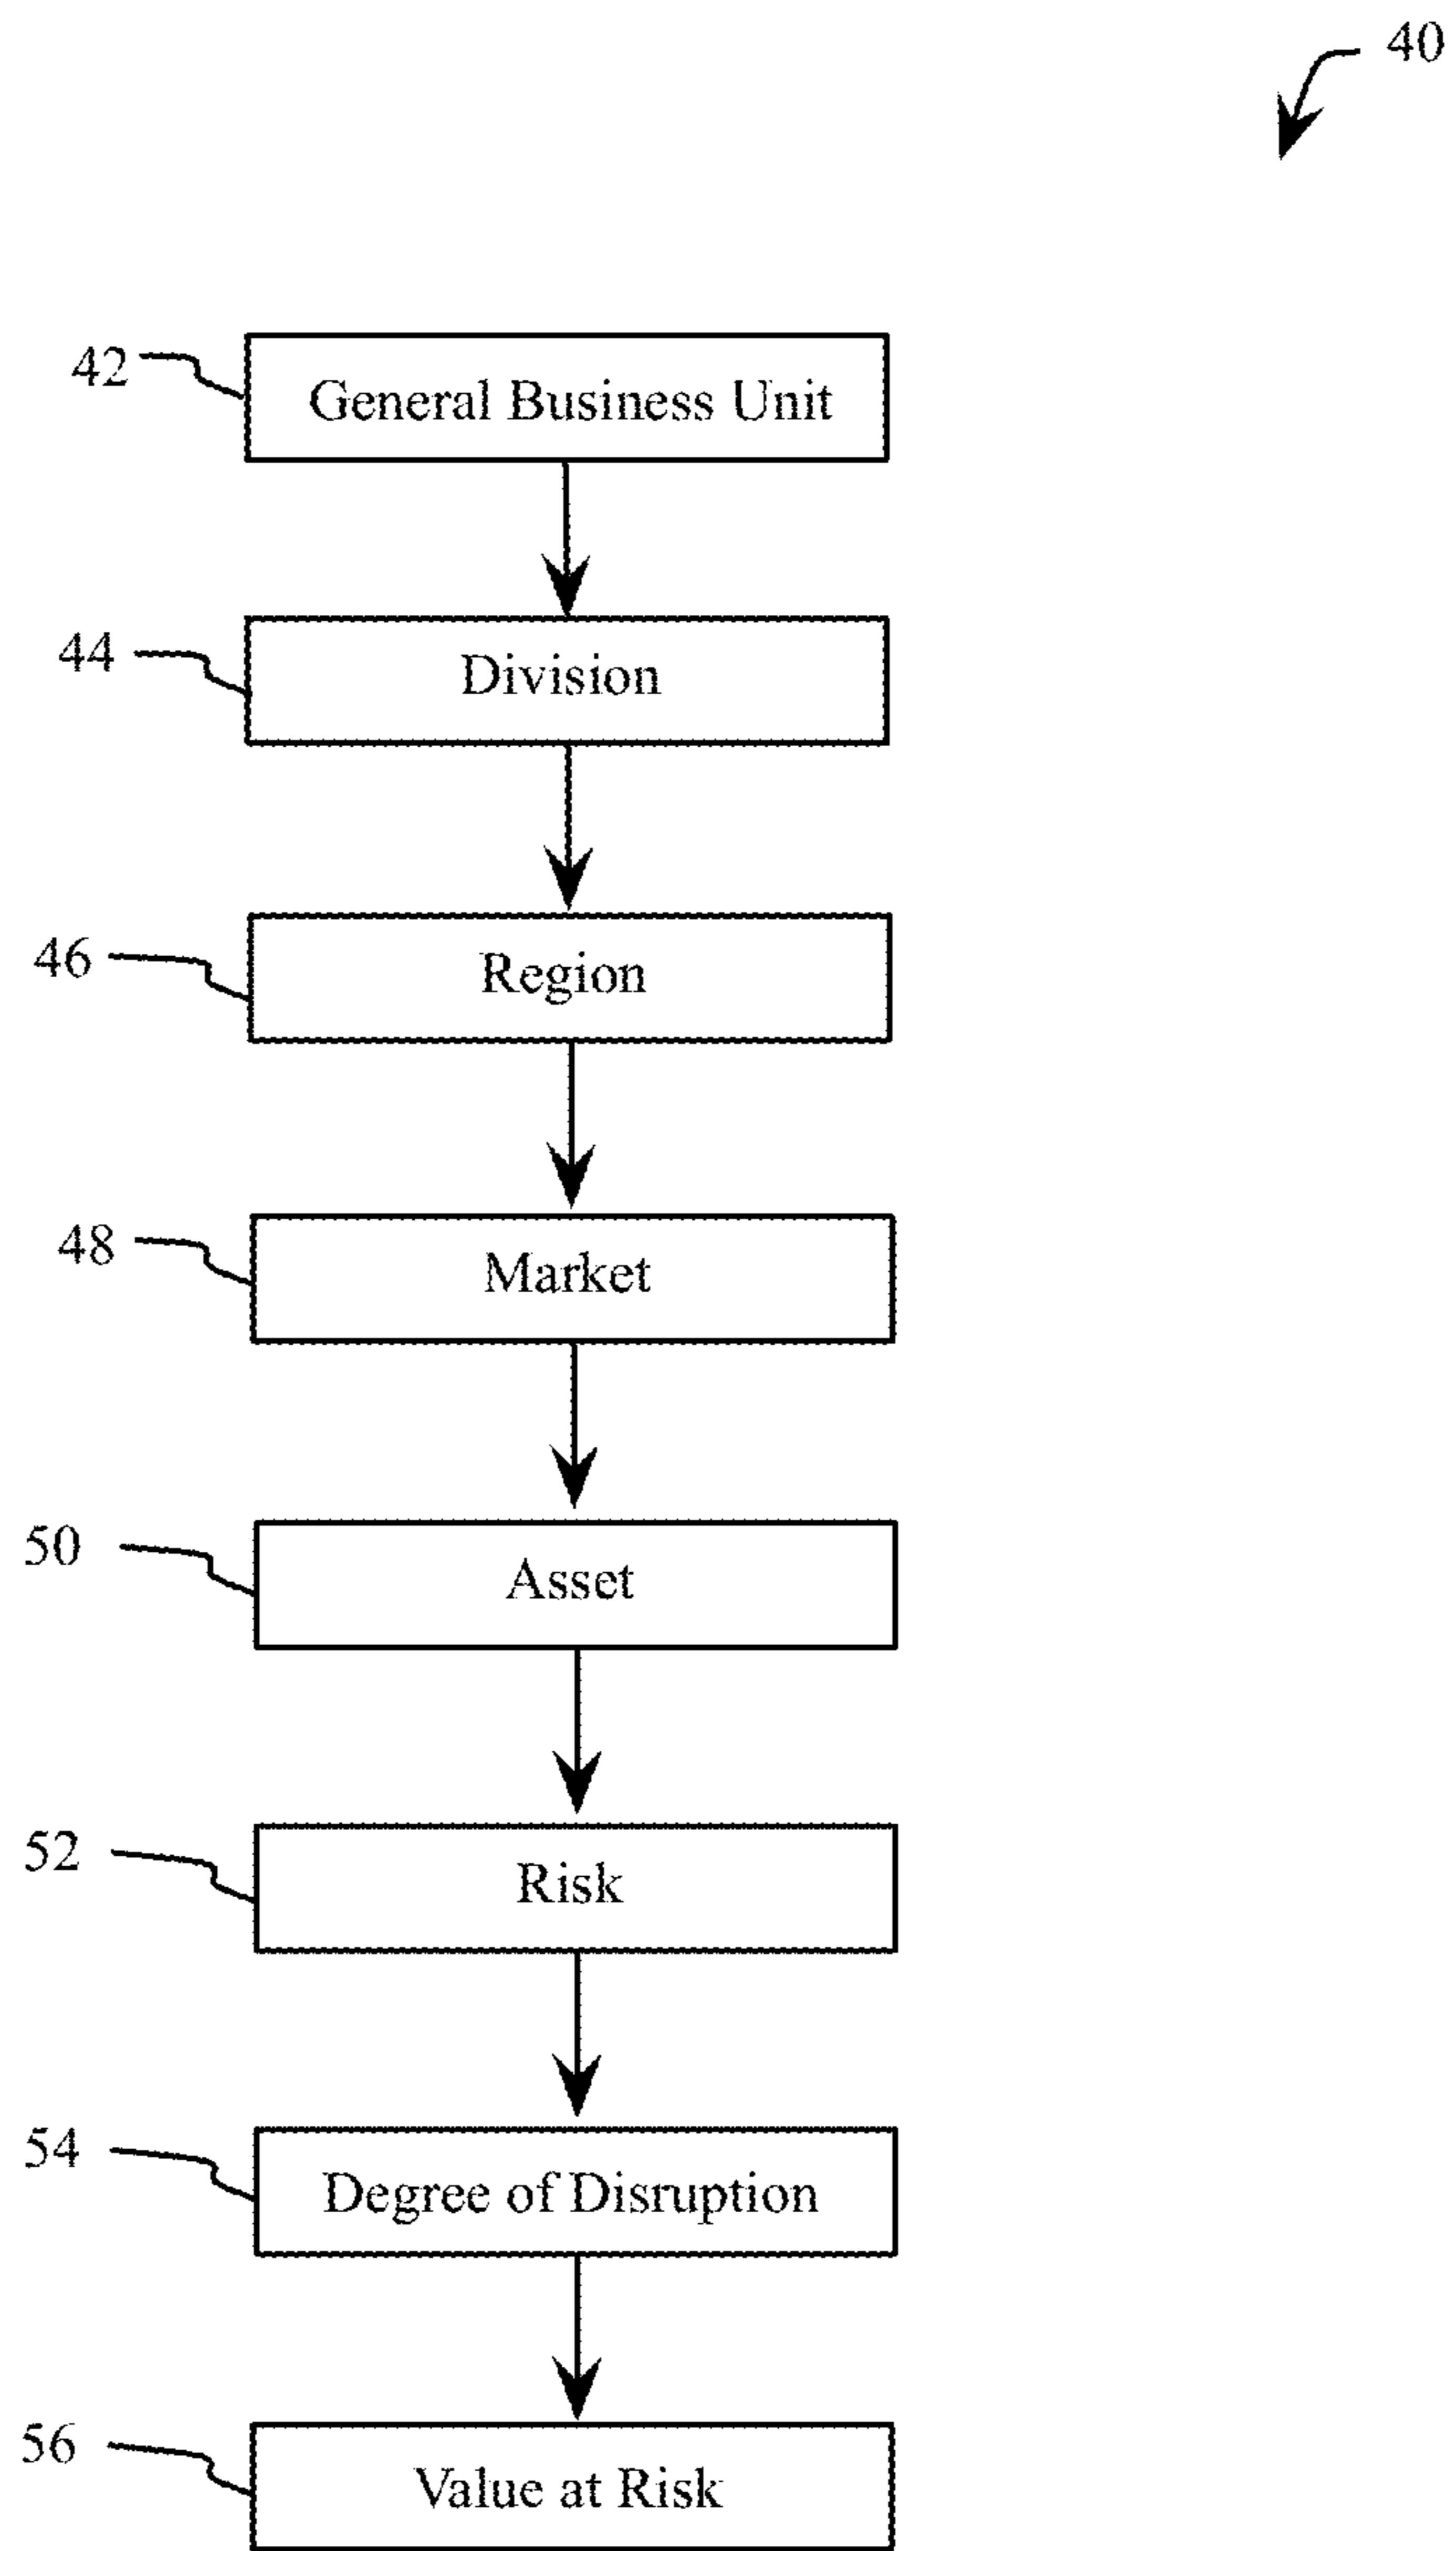 40
42
General Business Unit
44
Division
46
Region
48
Market
50
Asset
52
Risk
54
Degree of Disruption
56
Value at Risk